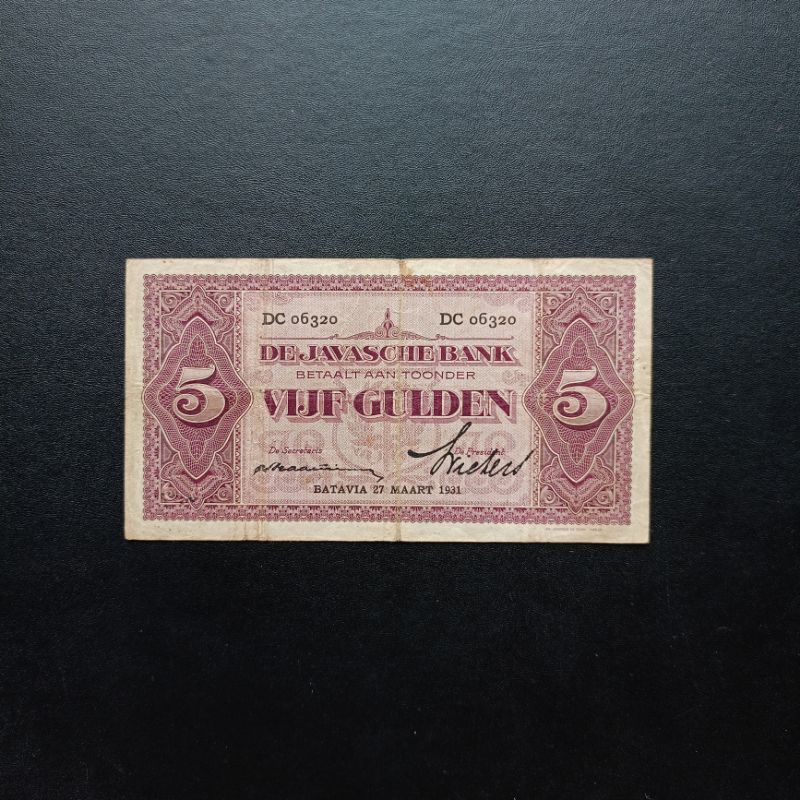 DC 06320 DC 06320
DE JAVASCHE BANK
BETAALT AAN TOONDER
VIJF GULDEN
5 5
De Secretaris De President
BATAVIA 27 MAART 1931